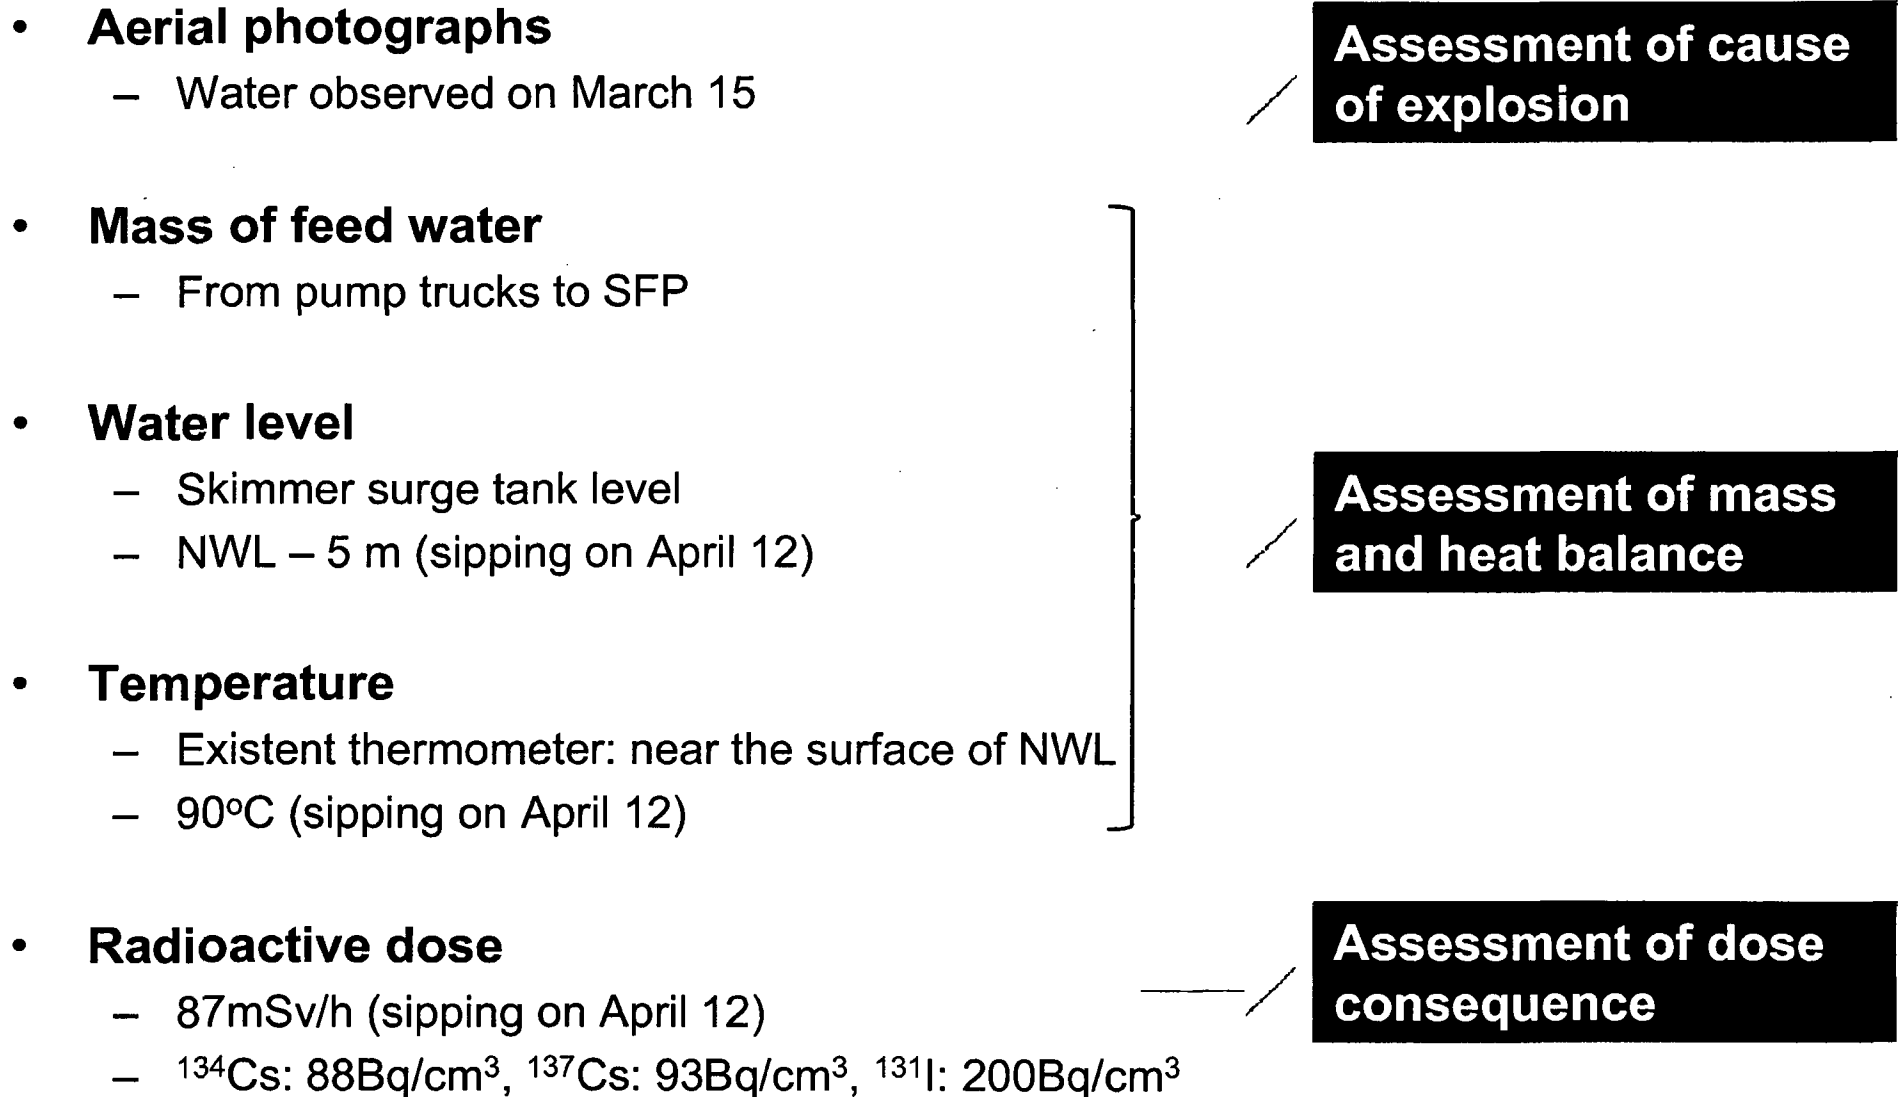 • Aerial photographs
– Water observed on March 15
Assessment of cause
of explosion
• Mass of feed water
– From pump trucks to SFP
• Water level
– Skimmer surge tank level
– NWL – 5 m (sipping on April 12)
Assessment of mass
and heat balance
• Temperature
– Existent thermometer: near the surface of NWL
– 90ºC (sipping on April 12)
• Radioactive dose
– 87mSv/h (sipping on April 12)
– ¹³⁴Cs: 88Bq/cm³, ¹³⁷Cs: 93Bq/cm³, ¹³¹I: 200Bq/cm³
Assessment of dose
consequence